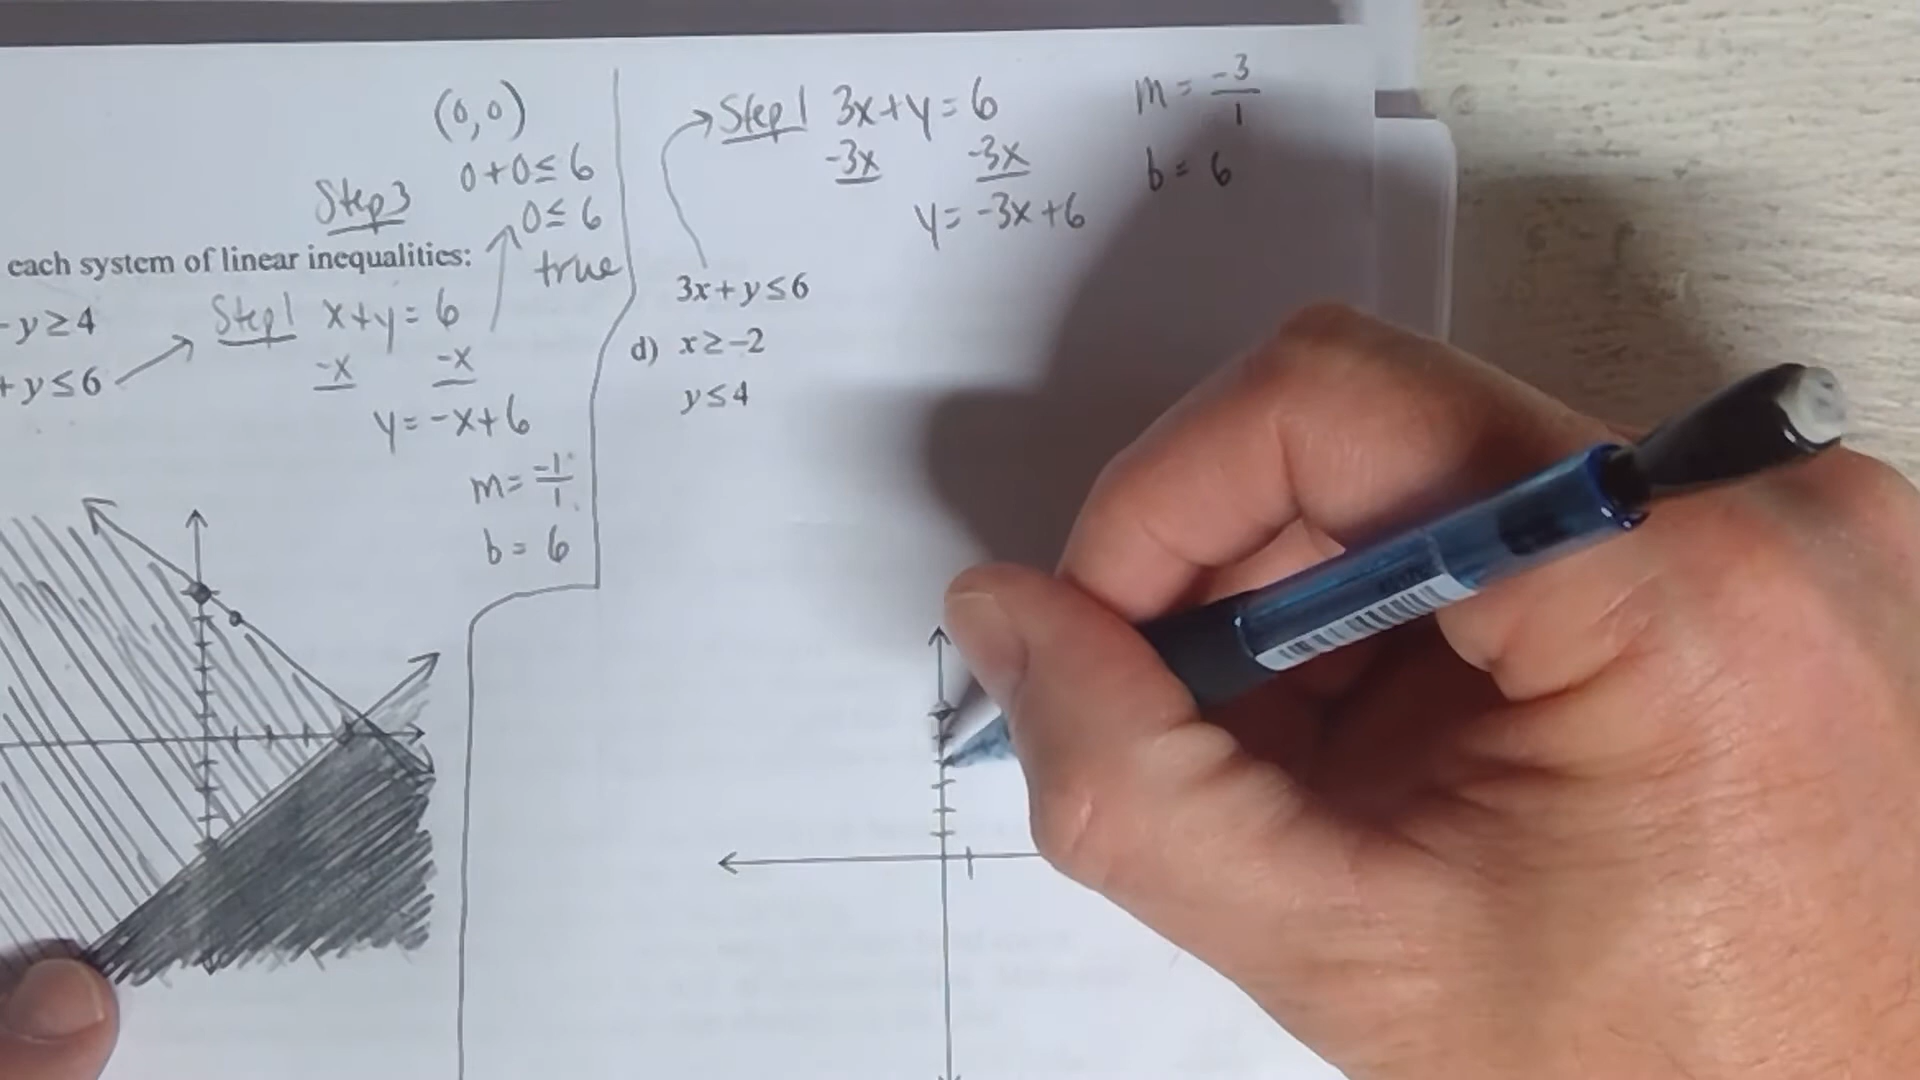 (0,0)
0+0≤6
Step 3
0≤6
true
each system of linear inequalities:
-y≥4
+y≤6
Step 1 x+y=6
-x -x
y=-x+6
m=-1/1
b=6
Step 1 3x+y=6
-3x -3x
y=-3x+6
m=-3/1
b=6
3x+y≤6
d) x≥-2
y≤4